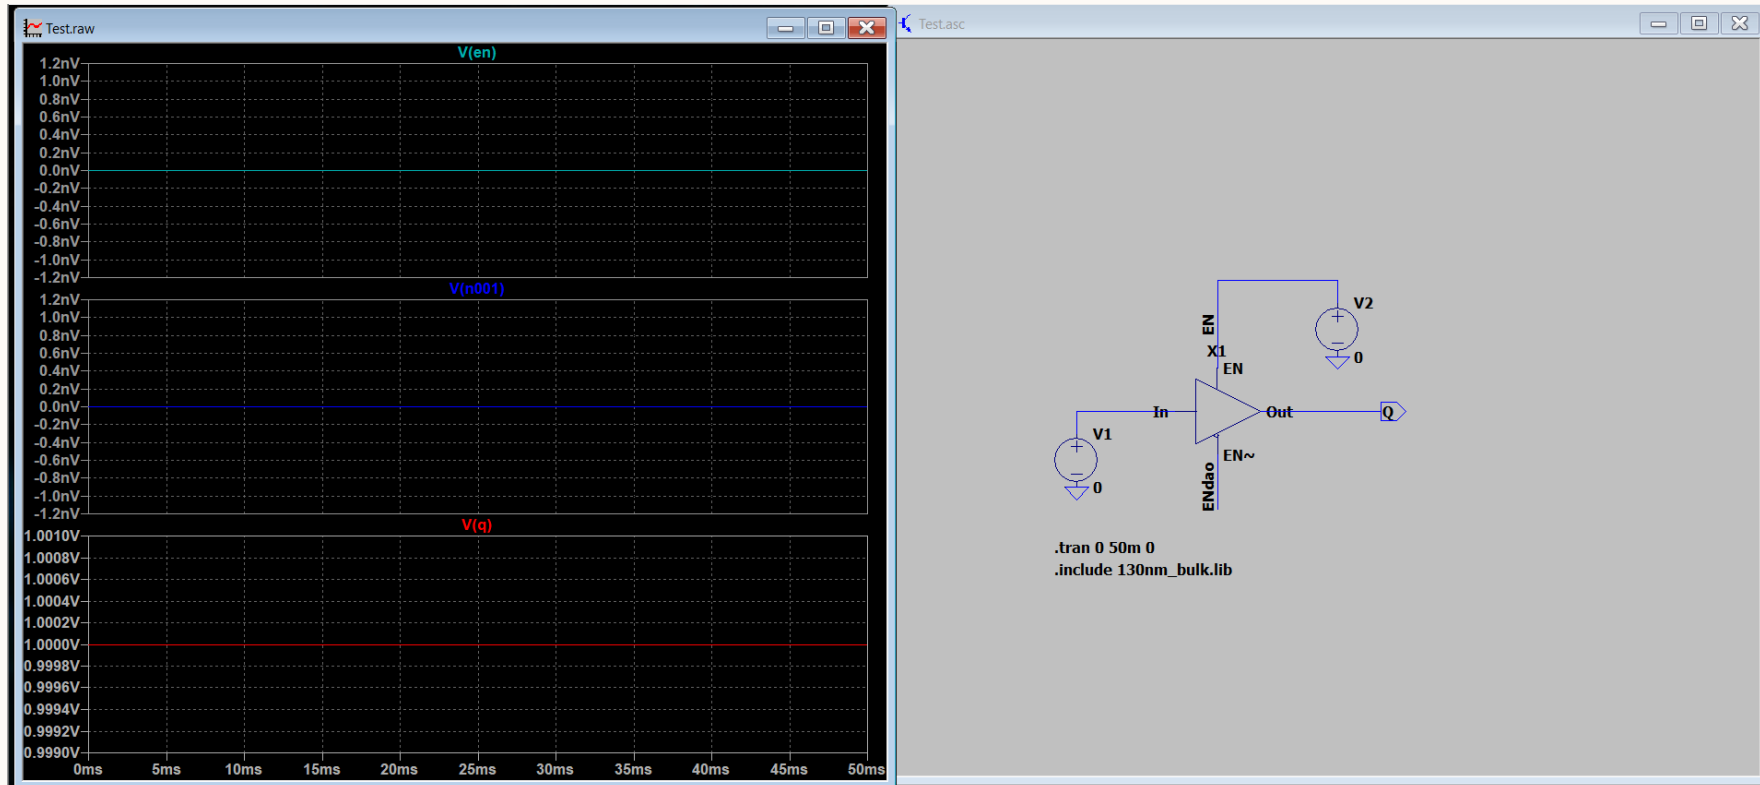 Test.raw
V(en)
1.2nV
1.0nV
0.8nV
0.6nV
0.4nV
0.2nV
0.0nV
-0.2nV
-0.4nV
-0.6nV
-0.8nV
-1.0nV
-1.2nV
V(n001)
1.2nV
1.0nV
0.8nV
0.6nV
0.4nV
0.2nV
0.0nV
-0.2nV
-0.4nV
-0.6nV
-0.8nV
-1.0nV
-1.2nV
V(q)
1.0010V
1.0008V
1.0006V
1.0004V
1.0002V
1.0000V
0.9998V
0.9996V
0.9994V
0.9992V
0.9990V
0ms 5ms 10ms 15ms 20ms 25ms 30ms 35ms 40ms 45ms 50ms
Test.asc
V2
EN
X1
0
EN
In
Out
Q
V1
EN~
ENdao
0
.tran 0 50m 0
.include 130nm_bulk.lib